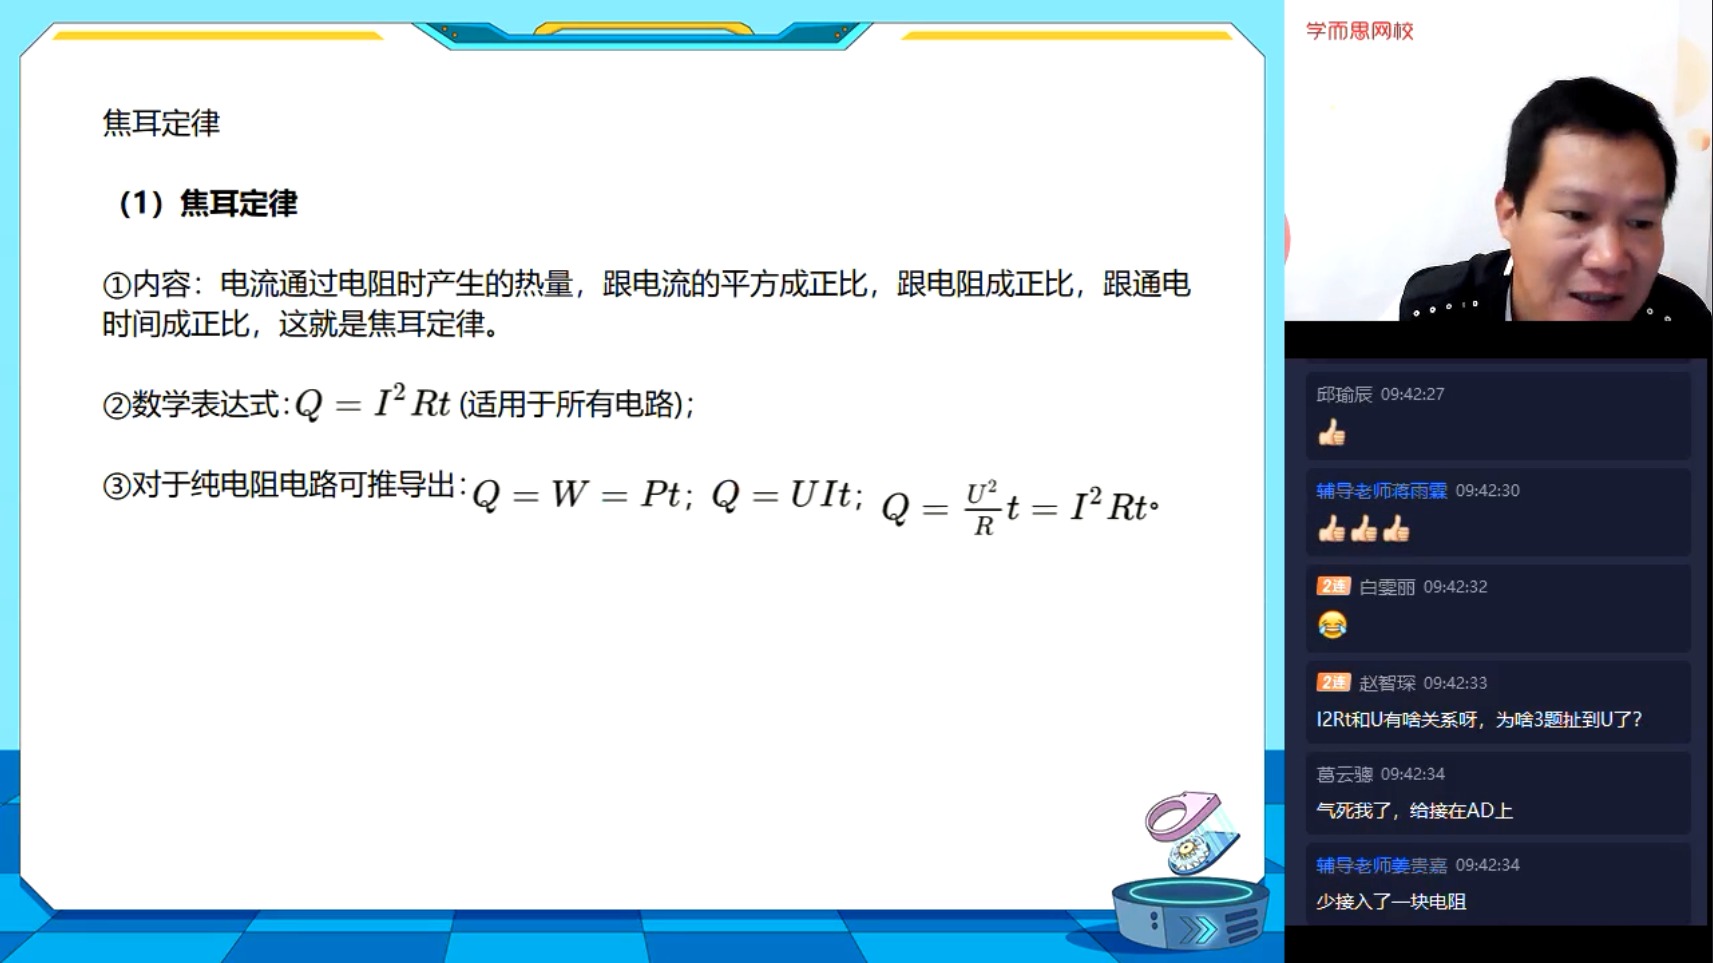 焦耳定律
（1）焦耳定律
①内容：电流通过电阻时产生的热量，跟电流的平方成正比，跟电阻成正比，跟通电
时间成正比，这就是焦耳定律。
②数学表达式：Q = I²Rt (适用于所有电路)；
③对于纯电阻电路可推导出：Q = W = Pt；Q = UIt；Q = U²/R t = I²Rt。
学而思网校
邱瑜辰 09:42:27
👍
辅导老师蒋雨霖 09:42:30
👍👍👍
2连 白雯丽 09:42:32
😂
2连 赵智琛 09:42:33
I2Rt和U有啥关系呀，为啥3题扯到U了？
葛云骢 09:42:34
气死我了，给接在AD上
辅导老师姜贵嘉 09:42:34
少接入了一块电阻